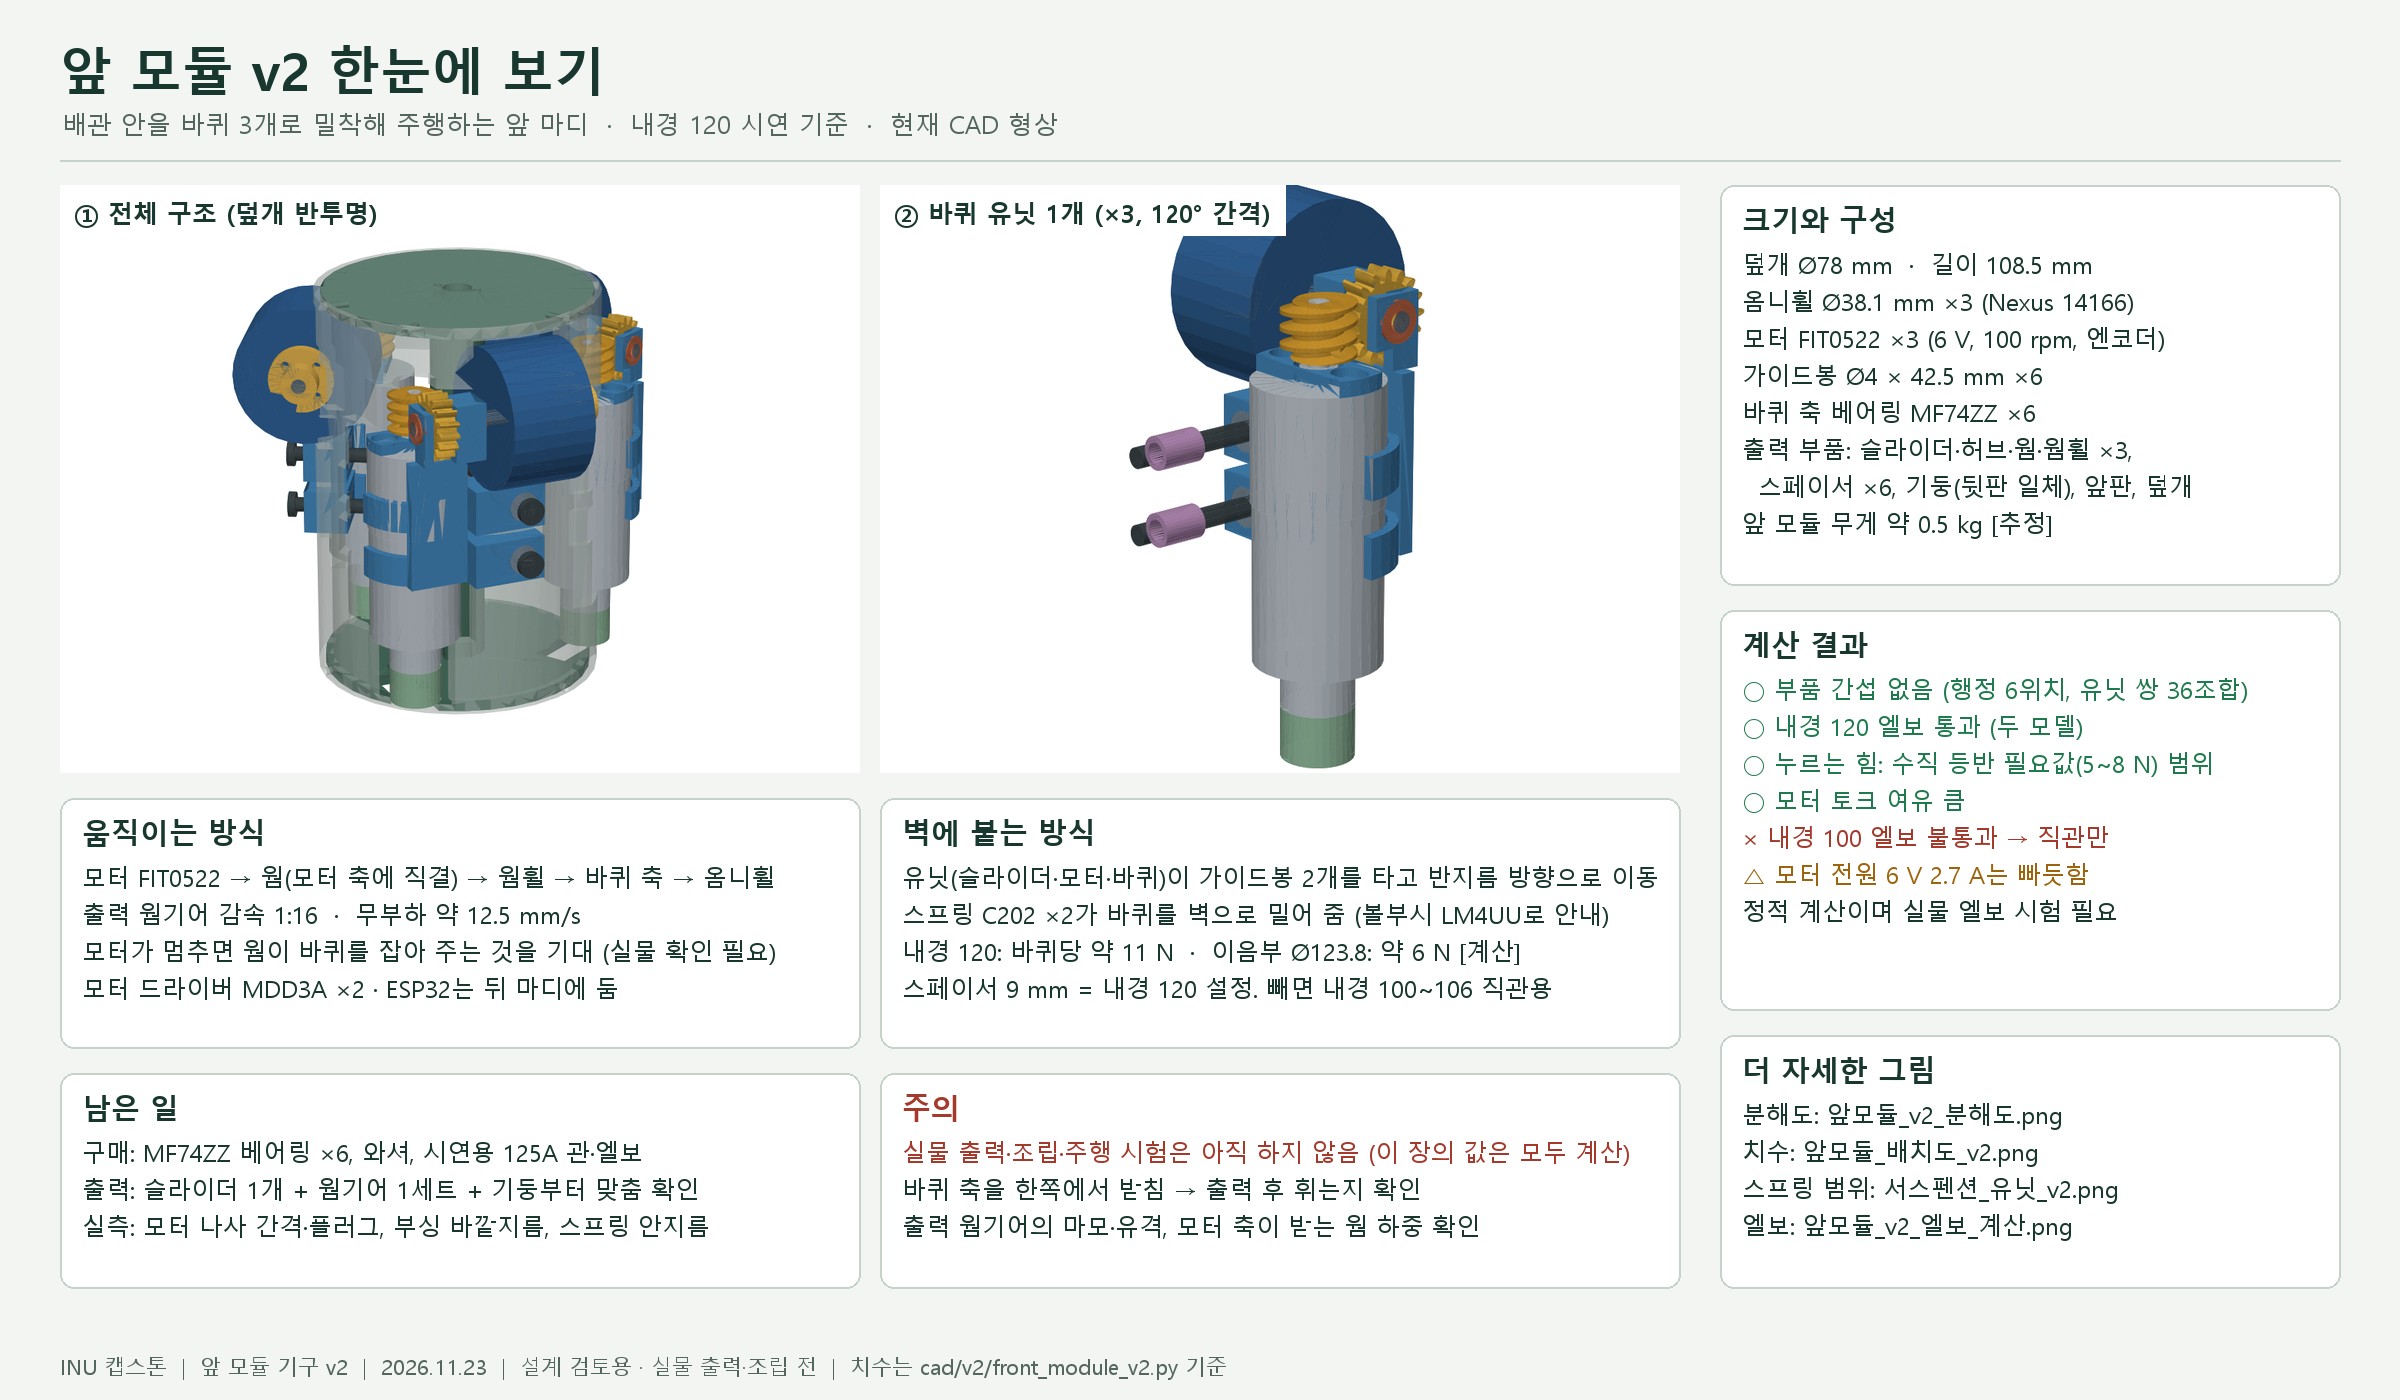 앞 모듈 v2 한눈에 보기
배관 안을 바퀴 3개로 밀착해 주행하는 앞 마디 · 내경 120 시연 기준 · 현재 CAD 형상
① 전체 구조 (덮개 반투명)
② 바퀴 유닛 1개 (×3, 120° 간격)
크기와 구성
덮개 Ø78 mm · 길이 108.5 mm
옴니휠 Ø38.1 mm ×3 (Nexus 14166)
모터 FIT0522 ×3 (6 V, 100 rpm, 엔코더)
가이드봉 Ø4 × 42.5 mm ×6
바퀴 축 베어링 MF74ZZ ×6
출력 부품: 슬라이더·허브·웜·웜휠 ×3,
스페이서 ×6, 기둥(뒷판 일체), 앞판, 덮개
앞 모듈 무게 약 0.5 kg [추정]
계산 결과
○ 부품 간섭 없음 (행정 6위치, 유닛 쌍 36조합)
○ 내경 120 엘보 통과 (두 모델)
○ 누르는 힘: 수직 등반 필요값(5~8 N) 범위
○ 모터 토크 여유 큼
× 내경 100 엘보 불통과 → 직관만
△ 모터 전원 6 V 2.7 A는 빠듯함
정적 계산이며 실물 엘보 시험 필요
움직이는 방식
모터 FIT0522 → 웜(모터 축에 직결) → 웜휠 → 바퀴 축 → 옴니휠
출력 웜기어 감속 1:16 · 무부하 약 12.5 mm/s
모터가 멈추면 웜이 바퀴를 잡아 주는 것을 기대 (실물 확인 필요)
모터 드라이버 MDD3A ×2 · ESP32는 뒤 마디에 둠
벽에 붙는 방식
유닛(슬라이더·모터·바퀴)이 가이드봉 2개를 타고 반지름 방향으로 이동
스프링 C202 ×2가 바퀴를 벽으로 밀어 줌 (볼부시 LM4UU로 안내)
내경 120: 바퀴당 약 11 N · 이음부 Ø123.8: 약 6 N [계산]
스페이서 9 mm = 내경 120 설정. 빼면 내경 100~106 직관용
남은 일
구매: MF74ZZ 베어링 ×6, 와셔, 시연용 125A 관·엘보
출력: 슬라이더 1개 + 웜기어 1세트 + 기둥부터 맞춤 확인
실측: 모터 나사 간격·플러그, 부싱 바깥지름, 스프링 안지름
주의
실물 출력·조립·주행 시험은 아직 하지 않음 (이 장의 값은 모두 계산)
바퀴 축을 한쪽에서 받침 → 출력 후 휘는지 확인
출력 웜기어의 마모·유격, 모터 축이 받는 웜 하중 확인
더 자세한 그림
분해도: 앞모듈_v2_분해도.png
치수: 앞모듈_배치도_v2.png
스프링 범위: 서스펜션_유닛_v2.png
엘보: 앞모듈_v2_엘보_계산.png
INU 캡스톤 | 앞 모듈 기구 v2 | 2026.11.23 | 설계 검토용 · 실물 출력·조립 전 | 치수는 cad/v2/front_module_v2.py 기준